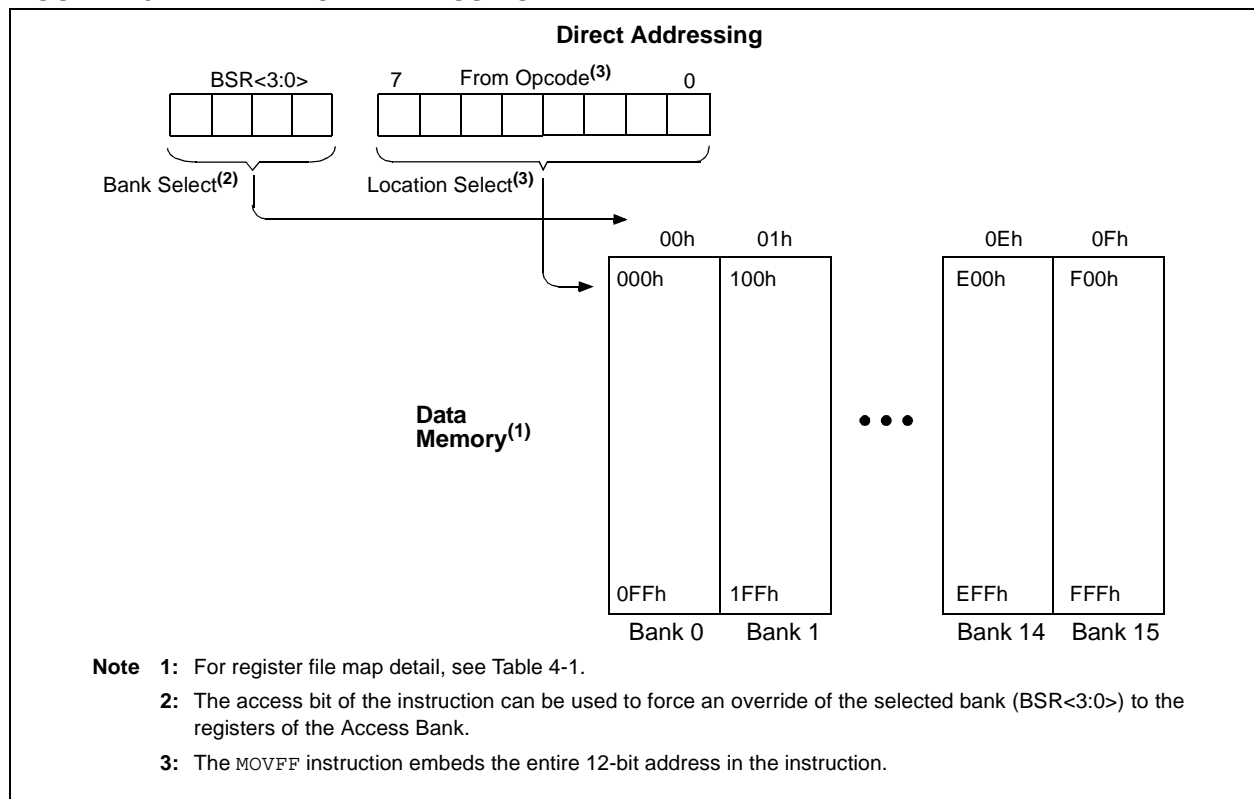 Direct Addressing
BSR<3:0>
7 From Opcode(3) 0
Bank Select(2)
Location Select(3)
00h 01h 0Eh 0Fh
000h 100h E00h F00h
Data
Memory(1)
0FFh 1FFh EFFh FFFh
Bank 0 Bank 1 Bank 14 Bank 15
Note 1: For register file map detail, see Table 4-1.
2: The access bit of the instruction can be used to force an override of the selected bank (BSR<3:0>) to the
registers of the Access Bank.
3: The MOVFF instruction embeds the entire 12-bit address in the instruction.